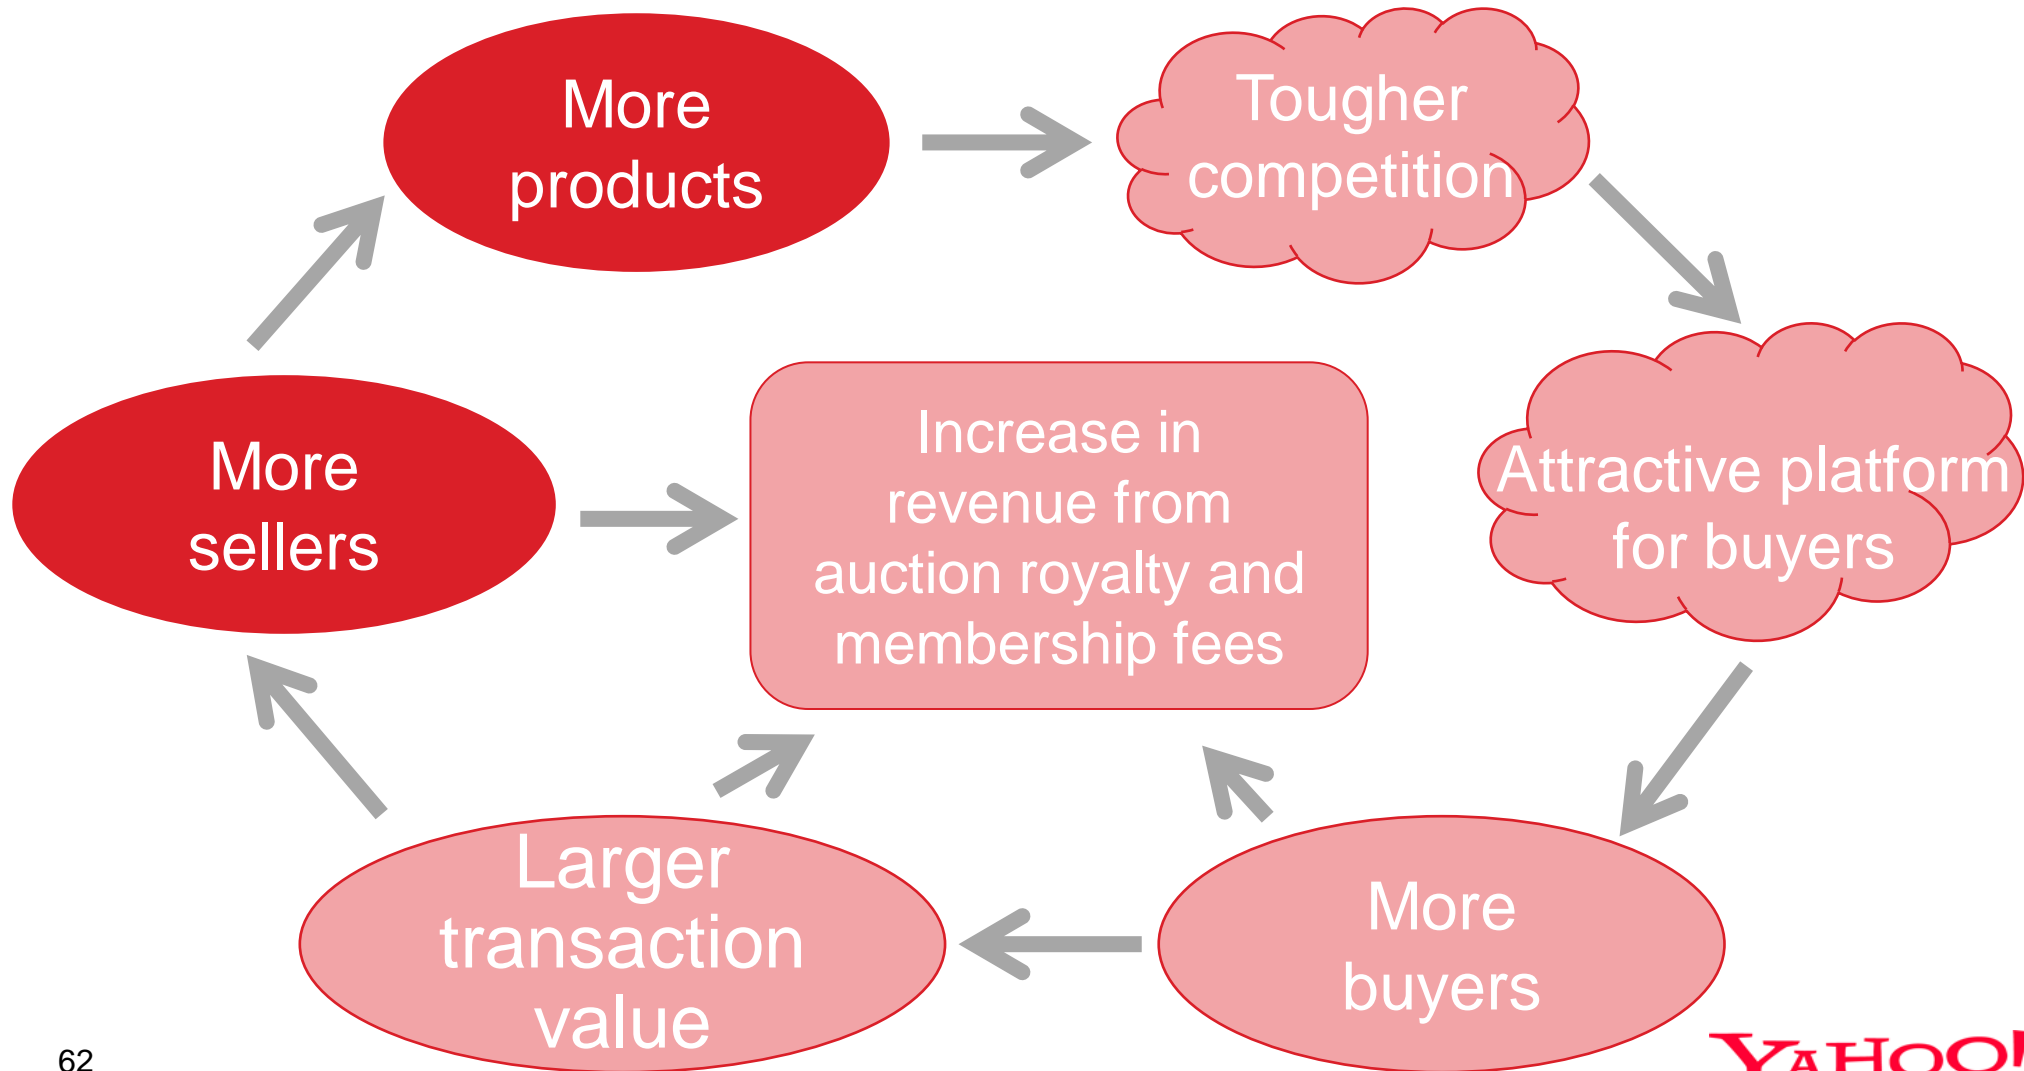 More
products
Tougher
competition
More
sellers
Increase in
revenue from
auction royalty and
membership fees
Attractive platform
for buyers
Larger
transaction
value
More
buyers
62
YAHOO!